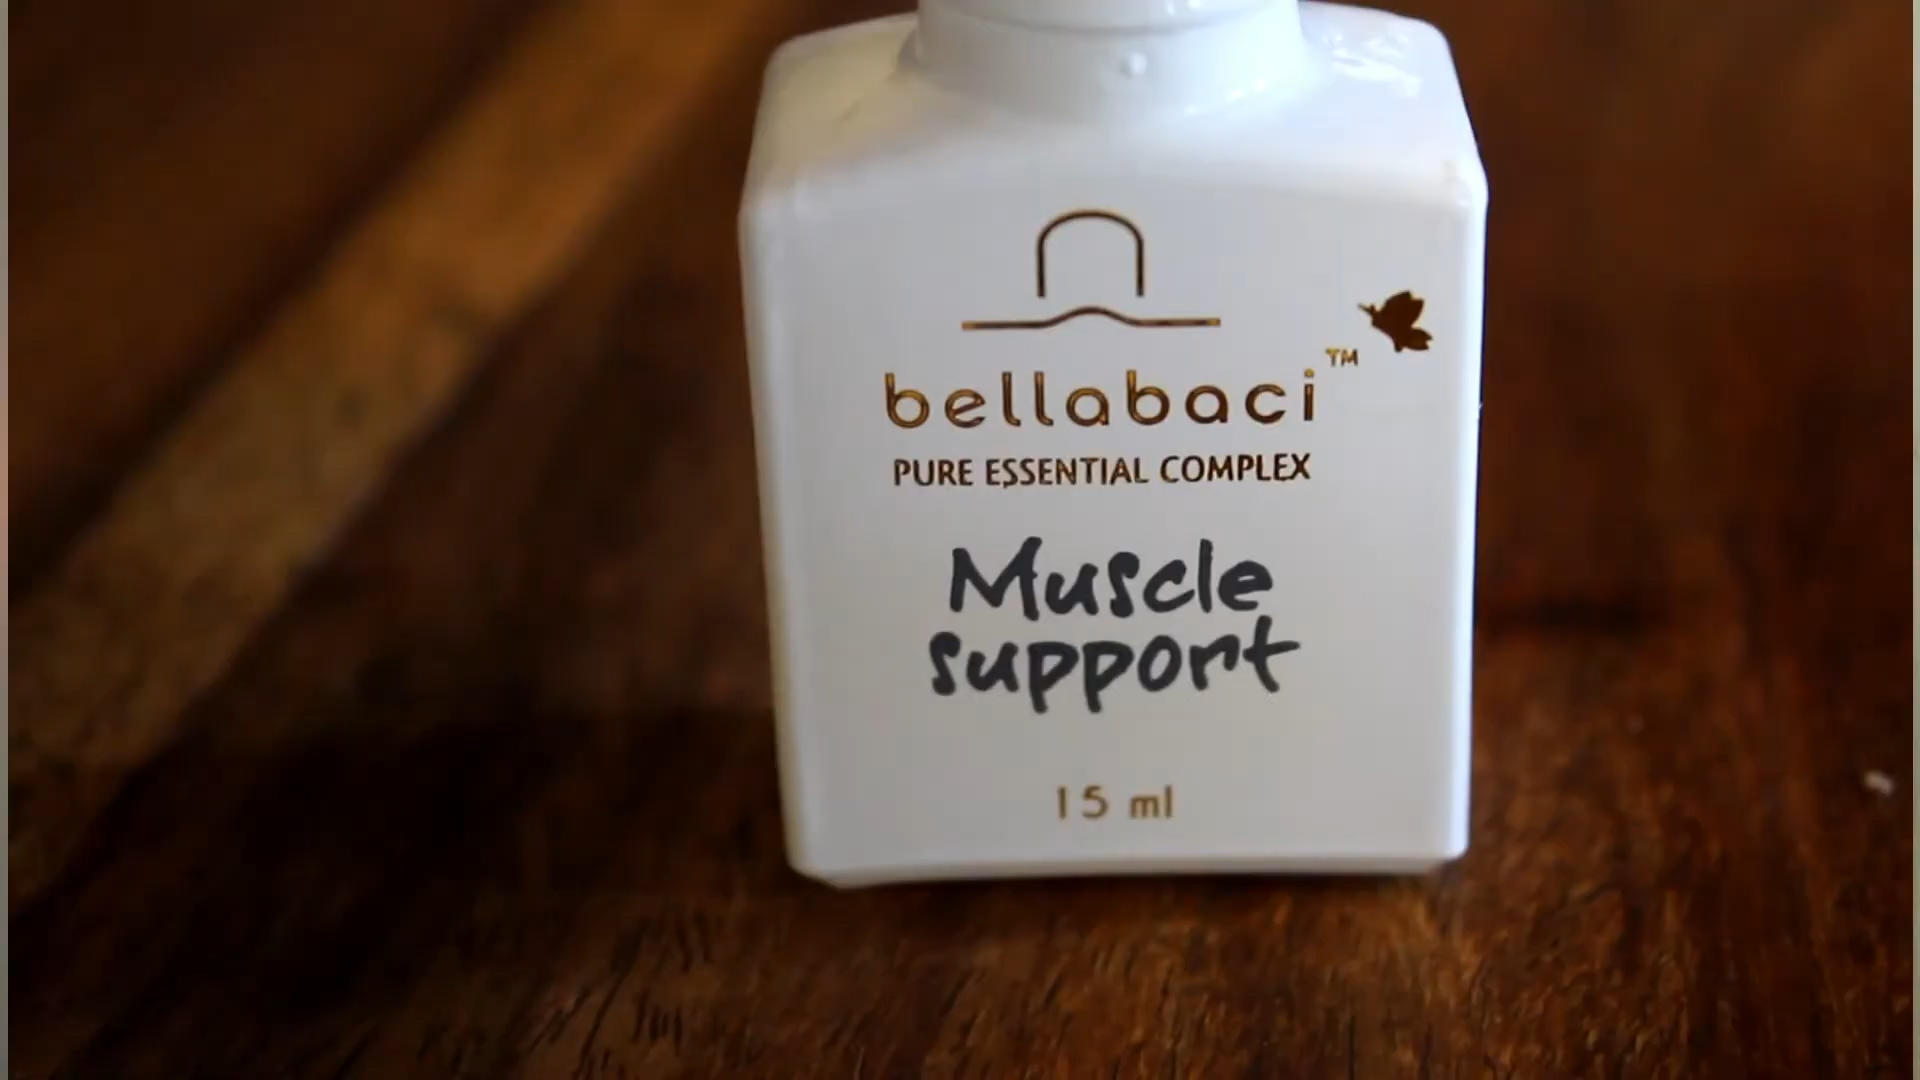 bellabaci™
PURE ESSENTIAL COMPLEX
Muscle
support
15 ml